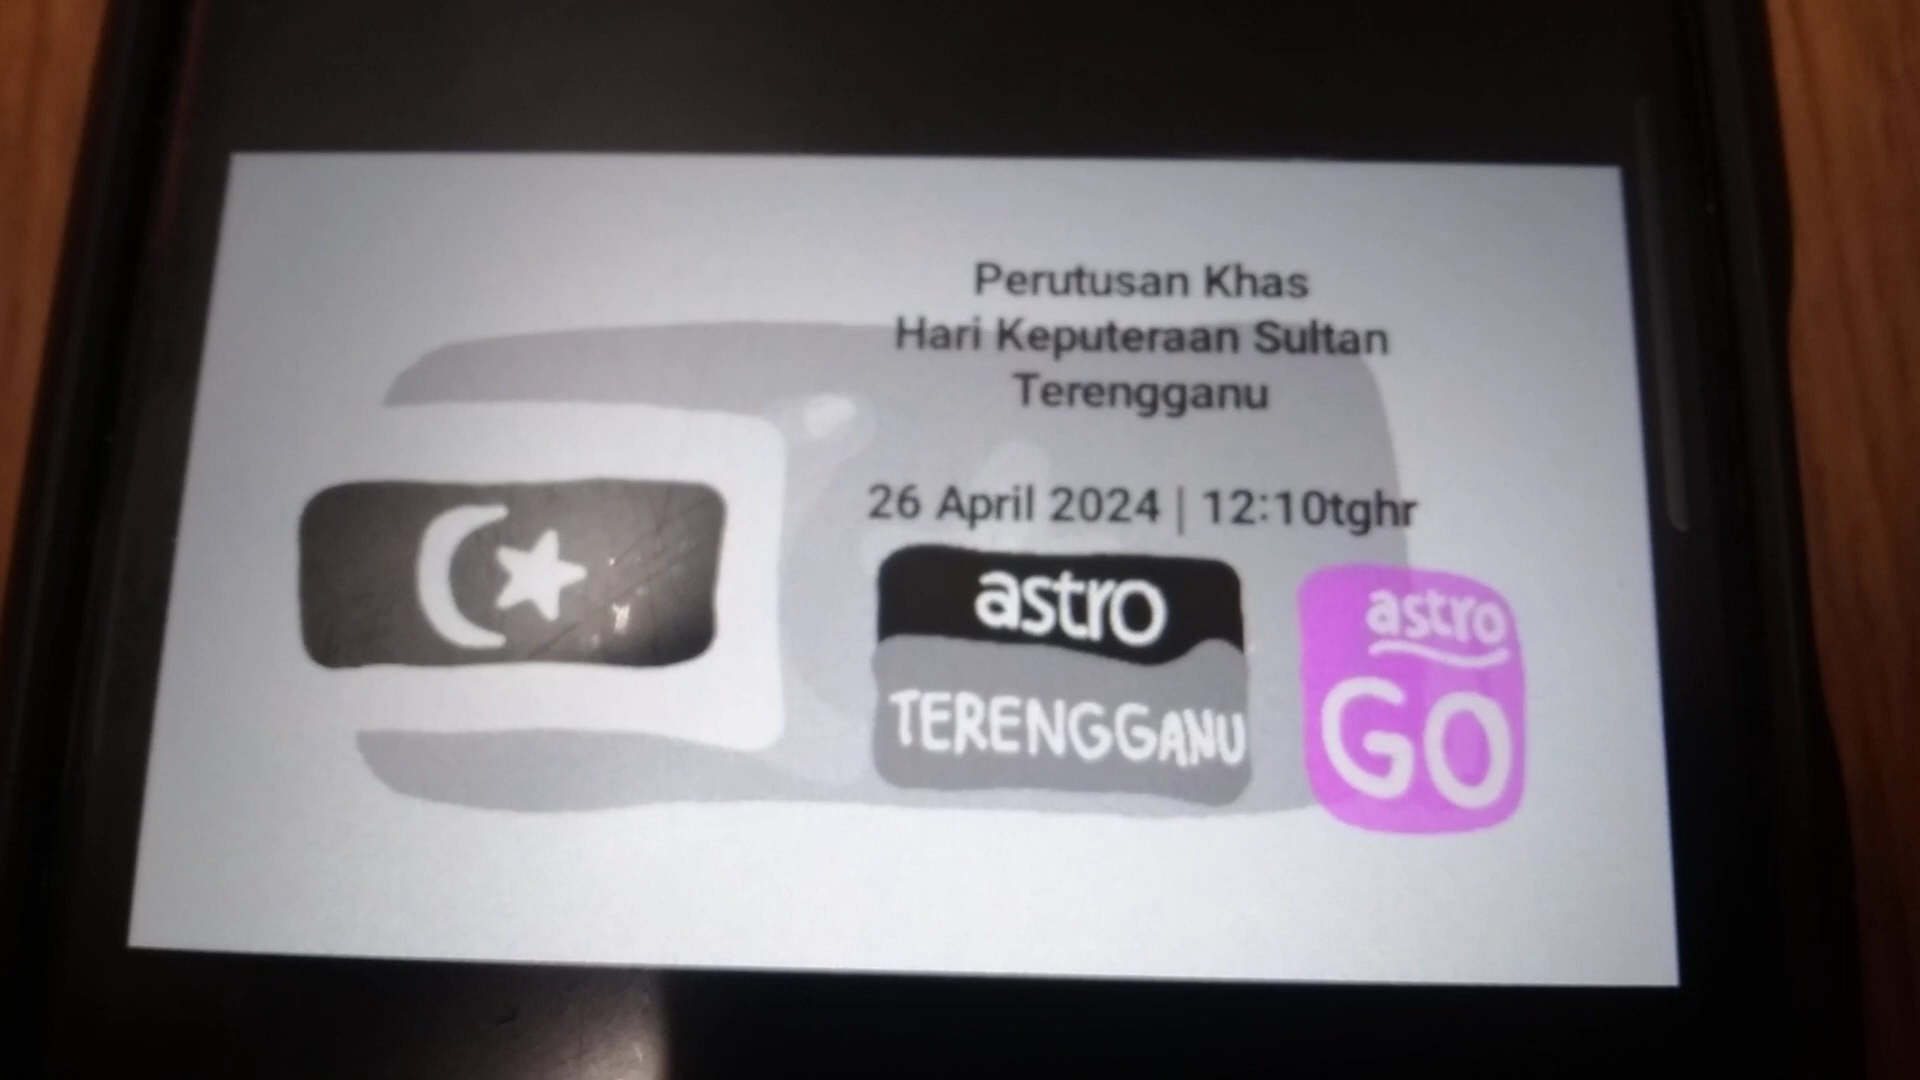 Perutusan Khas
Hari Keputeraan Sultan
Terengganu
26 April 2024 | 12:10tghr
astro
TERENGGANU
astro
GO